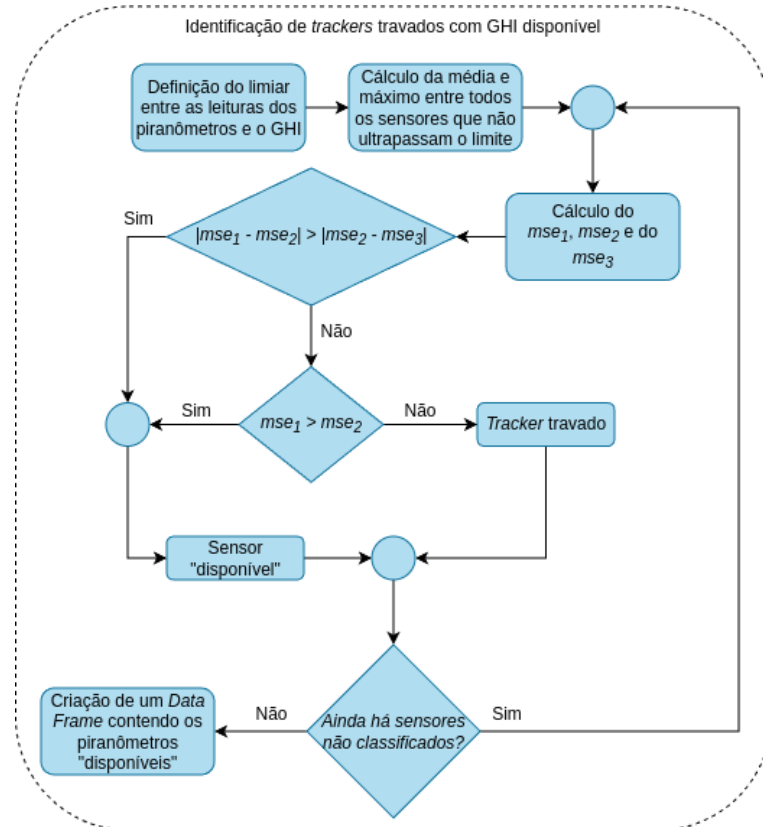 Identificação de trackers travados com GHI disponível
Definição do limiar
entre as leituras dos
piranômetros e o GHI
Cálculo da média e
máximo entre todos
os sensores que não
ultrapassam o limite
Cálculo do
mse₁, mse₂ e do
mse₃
|mse₁ - mse₂| > |mse₂ - mse₃|
Sim
Não
mse₁ > mse₂
Sim
Não
Tracker travado
Sensor
"disponível"
Ainda há sensores
não classificados?
Não
Sim
Criação de um Data
Frame contendo os
piranômetros
"disponíveis"